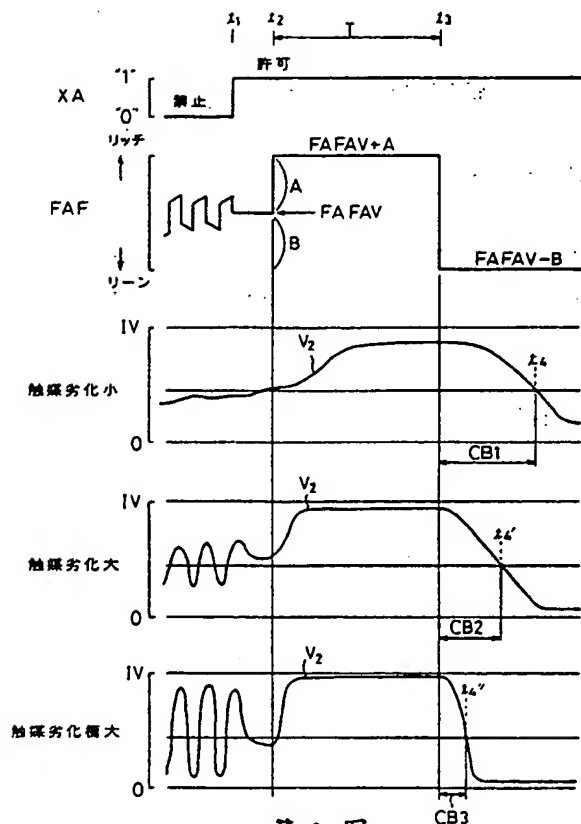 t1 t2 T t3
"1"
許可
XA
禁止
"0"
リッチ
FAFAV+A
A
FAF
FAFAV
B
FAFAV-B
リーン
1V
V2
t4
触媒劣化小
0
CB1
1V
V2
t4'
触媒劣化大
0
CB2
1V
V2
t4''
触媒劣化極大
0
CB3